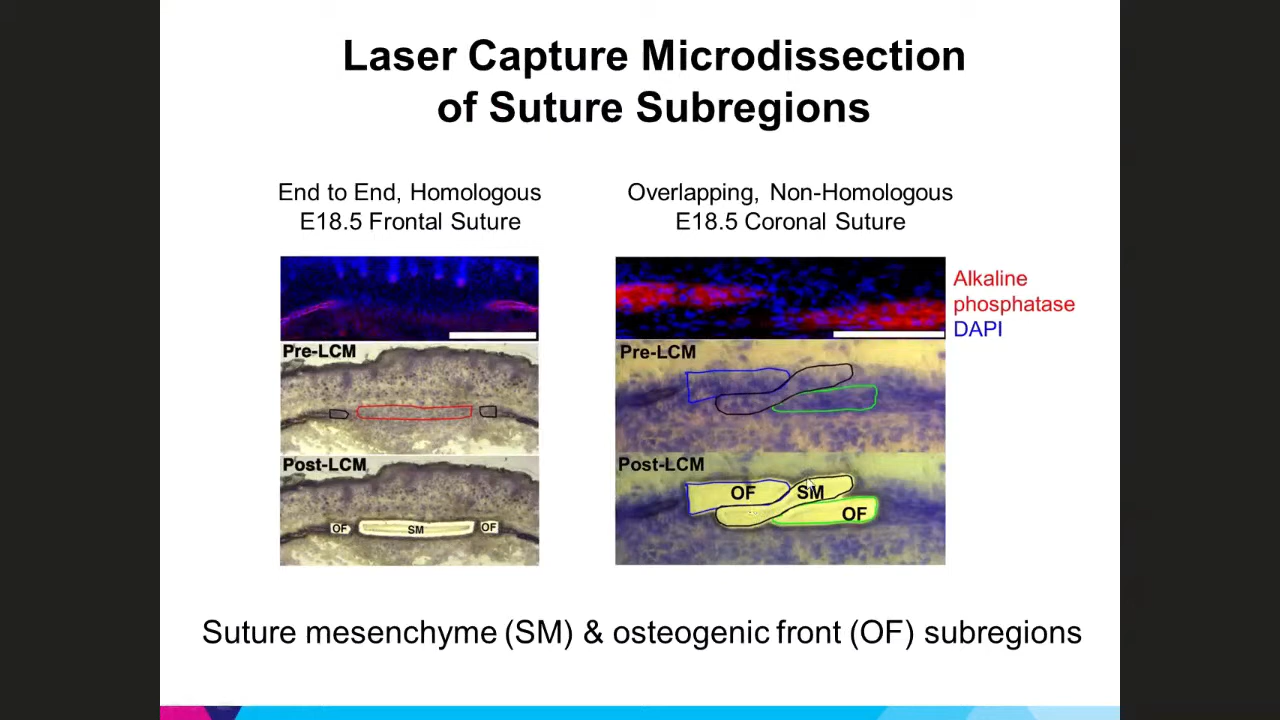 Laser Capture Microdissection
of Suture Subregions
End to End, Homologous
E18.5 Frontal Suture
Overlapping, Non-Homologous
E18.5 Coronal Suture
Alkaline
phosphatase
DAPI
Pre-LCM
Pre-LCM
Post-LCM
OF
SM
OF
Post-LCM
OF
SM
OF
Suture mesenchyme (SM) & osteogenic front (OF) subregions